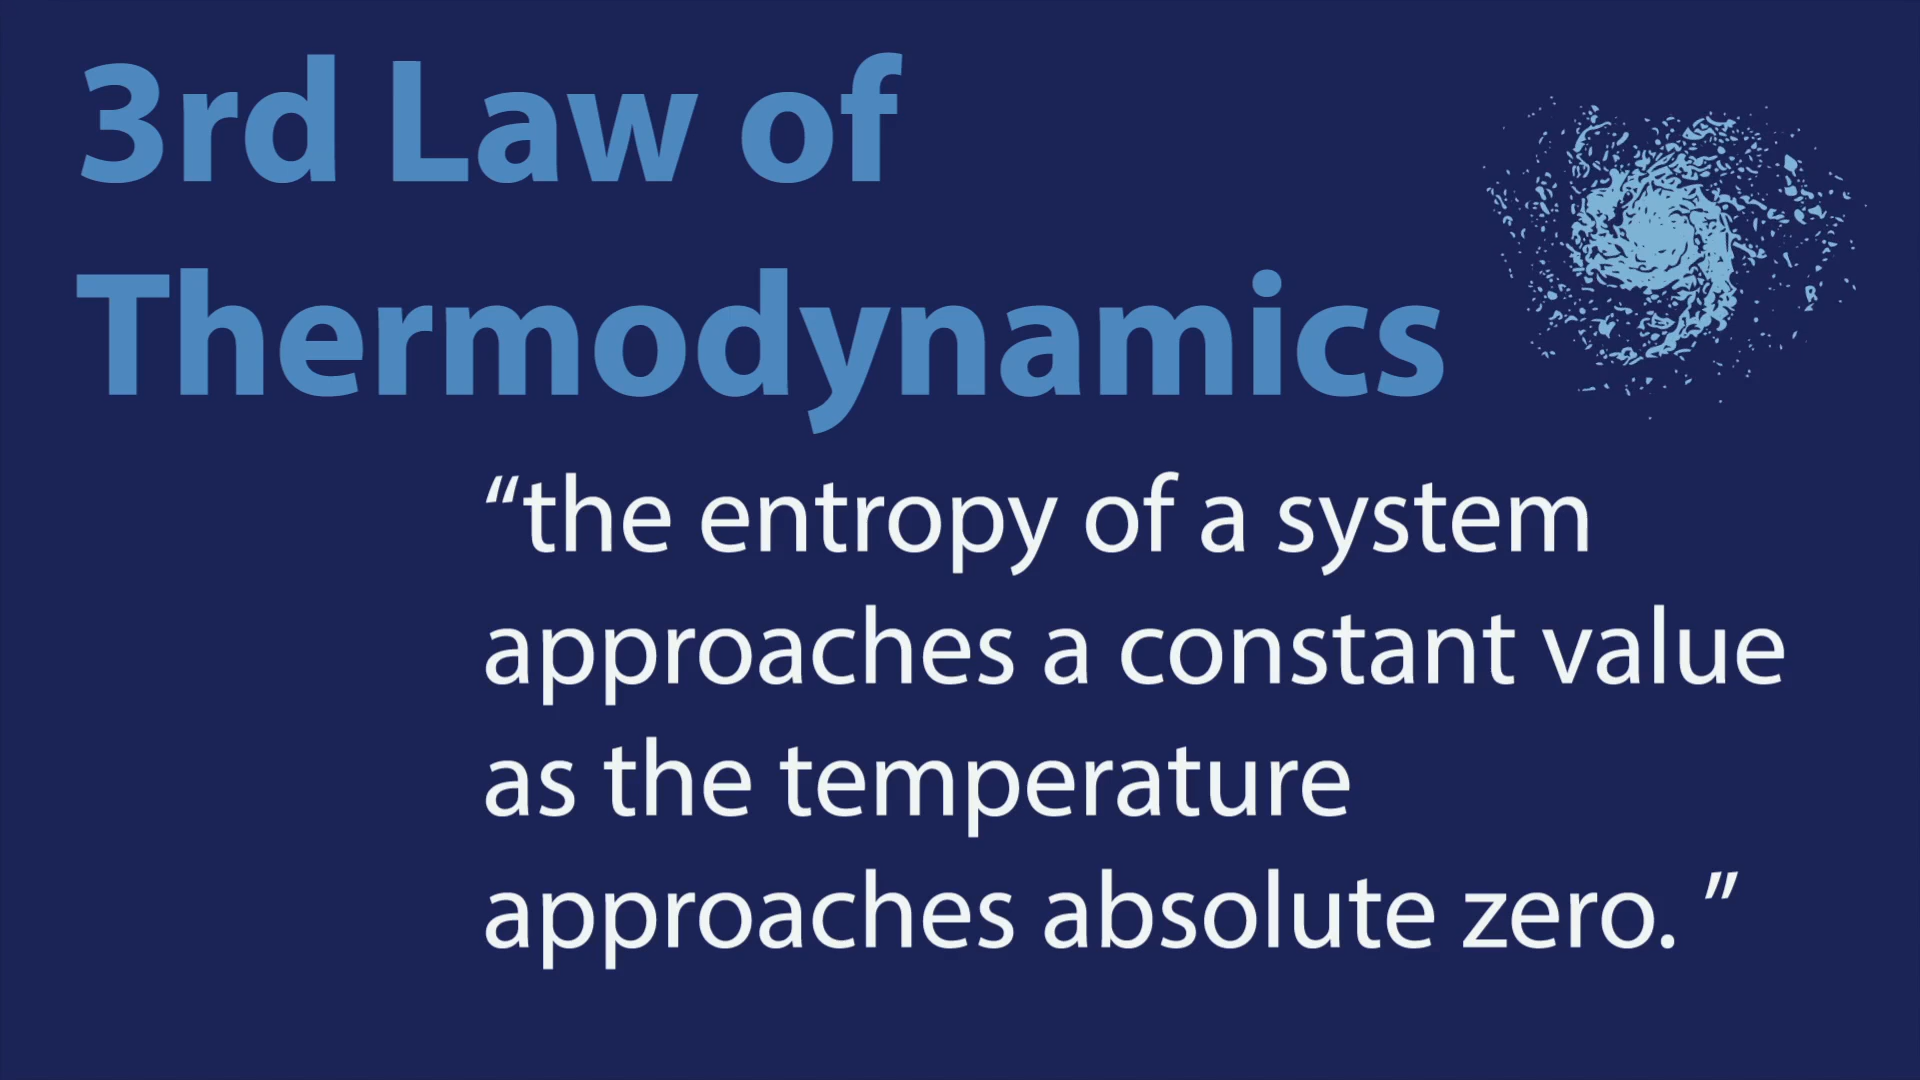 3rd Law of
Thermodynamics
“the entropy of a system
approaches a constant value
as the temperature
approaches absolute zero. ”